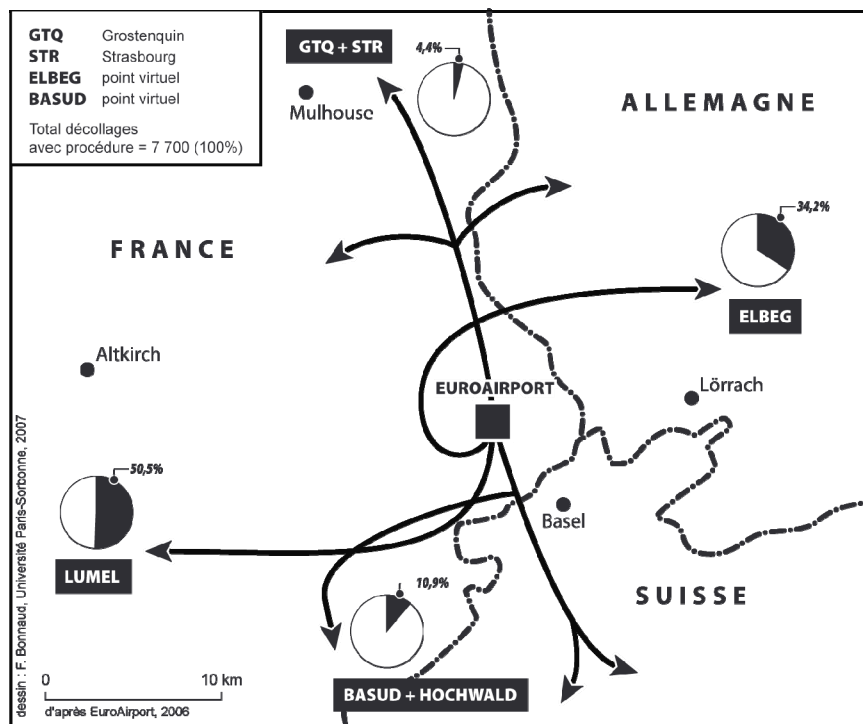 GTQ Grostenquin
STR Strasbourg
ELBEG point virtuel
BASUD point virtuel
Total décollages
avec procédure = 7 700 (100%)
GTQ + STR
4,4%
Mulhouse
ALLEMAGNE
34,2%
FRANCE
ELBEG
Altkirch
EUROAIRPORT
Lörrach
50,5%
Basel
LUMEL
10,9%
SUISSE
BASUD + HOCHWALD
0 10 km
d'après EuroAirport, 2006
dessin : F. Bonnaud, Université Paris-Sorbonne, 2007